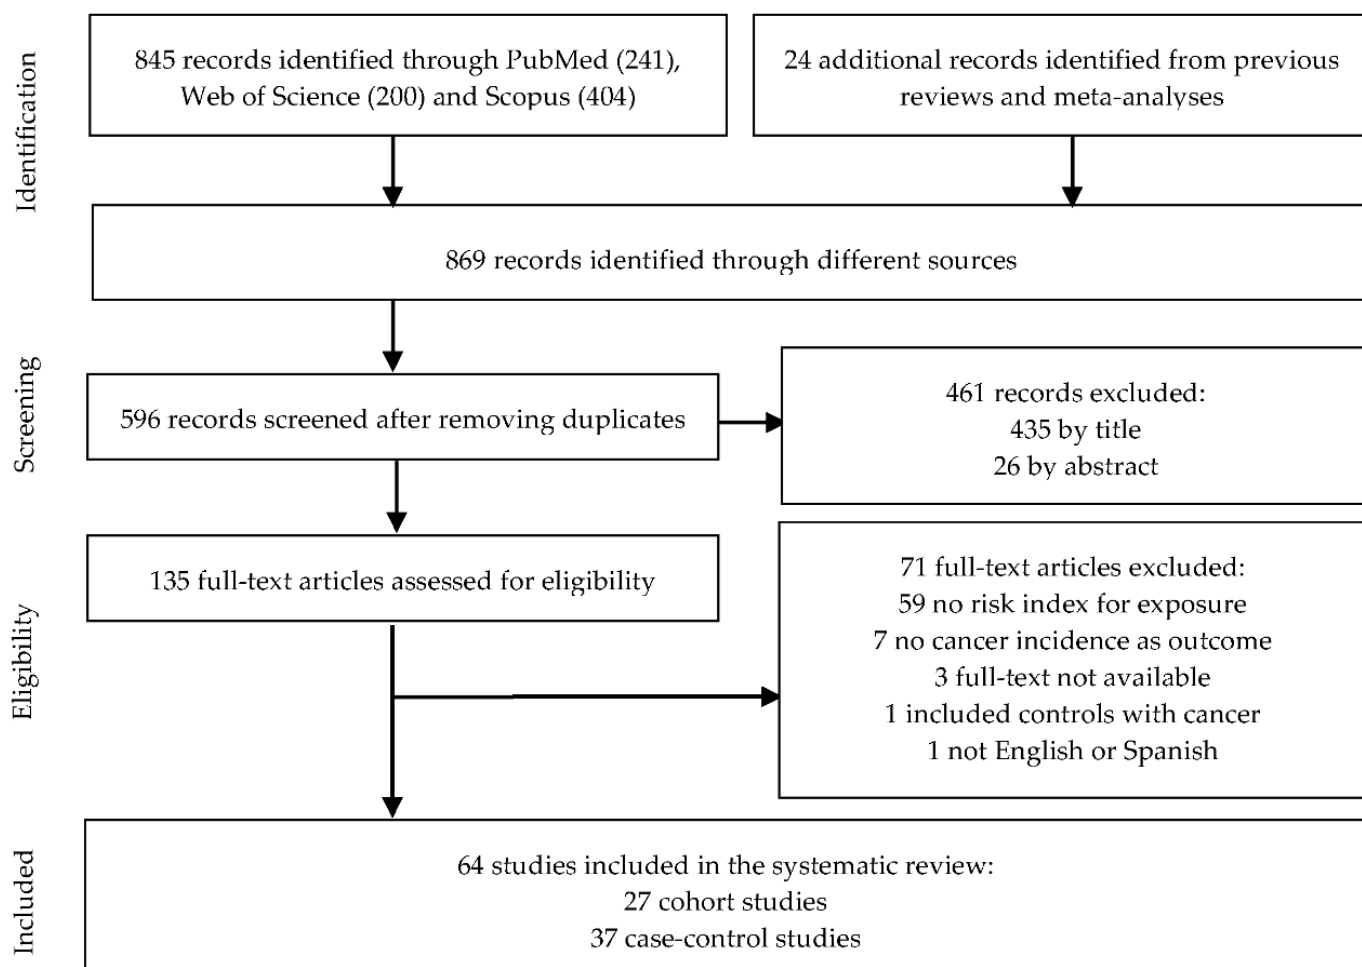 Identification
845 records identified through PubMed (241),
Web of Science (200) and Scopus (404)
24 additional records identified from previous
reviews and meta-analyses
869 records identified through different sources
Screening
596 records screened after removing duplicates
461 records excluded:
435 by title
26 by abstract
Eligibility
135 full-text articles assessed for eligibility
71 full-text articles excluded:
59 no risk index for exposure
7 no cancer incidence as outcome
3 full-text not available
1 included controls with cancer
1 not English or Spanish
Included
64 studies included in the systematic review:
27 cohort studies
37 case-control studies